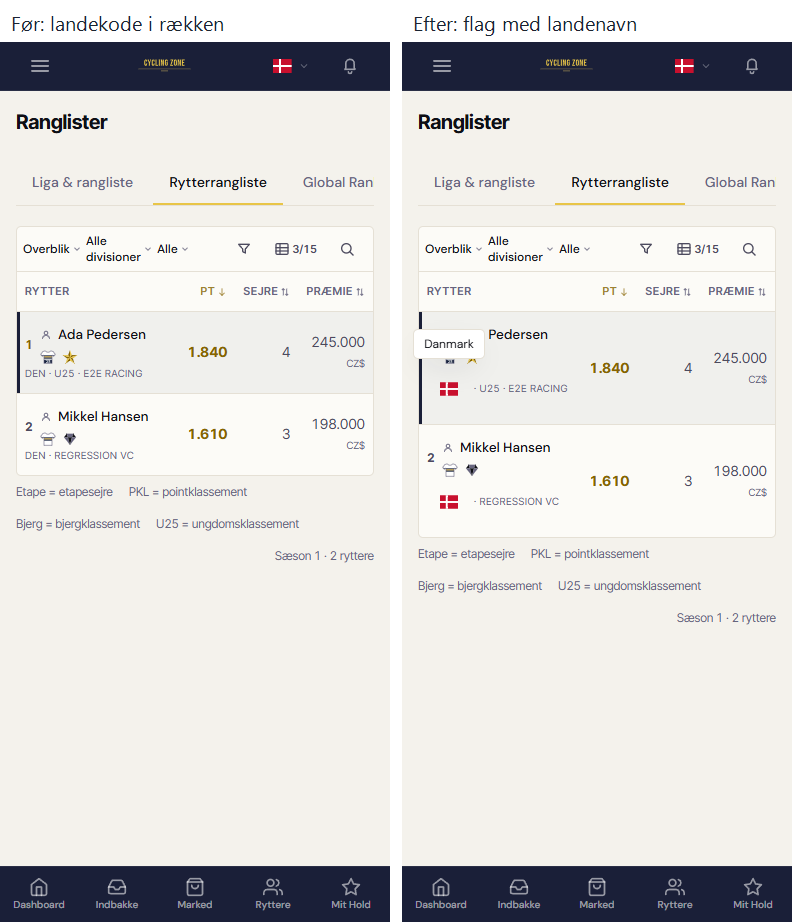 Før: landekode i rækken
CYCLING ZONE
Ranglister
Liga & rangliste Rytterrangliste Global Ran
Overblik Alle divisioner Alle 3/15
RYTTER PT ↓ SEJRE ↑↓ PRÆMIE ↑↓
1 Ada Pedersen 1.840 4 245.000 CZ$
DEN · U25 · E2E RACING
2 Mikkel Hansen 1.610 3 198.000 CZ$
DEN · REGRESSION VC
Etape = etapesejre PKL = pointklassement
Bjerg = bjergklassement U25 = ungdomsklassement
Sæson 1 · 2 ryttere
Dashboard Indbakke Marked Ryttere Mit Hold
Efter: flag med landenavn
CYCLING ZONE
Ranglister
Liga & rangliste Rytterrangliste Global Ran
Overblik Alle divisioner Alle 3/15
RYTTER PT ↓ SEJRE ↑↓ PRÆMIE ↑↓
Pedersen 1.840 4 245.000 CZ$
Danmark
· U25 · E2E RACING
2 Mikkel Hansen 1.610 3 198.000 CZ$
· REGRESSION VC
Etape = etapesejre PKL = pointklassement
Bjerg = bjergklassement U25 = ungdomsklassement
Sæson 1 · 2 ryttere
Dashboard Indbakke Marked Ryttere Mit Hold